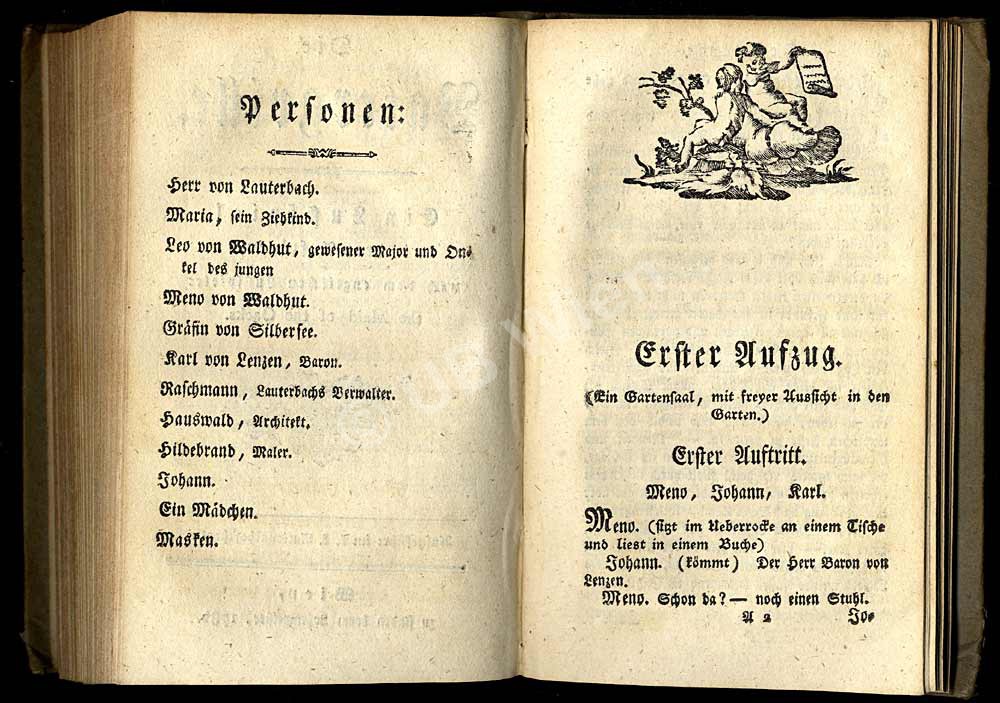 Personen:
Herr von Lauterbach.
Maria, sein Ziehkind.
Leo von Waldhut, gewesener Major und On-
kel des jungen
Meno von Waldhut.
Gräfin von Silbersee.
Karl von Lenzen, Baron.
Raschmann, Lauterbachs Verwalter.
Hauswald, Architekt.
Hildebrand, Maler.
Johann.
Ein Mädchen.
Masken.
Erster Aufzug.
(Ein Gartensaal, mit freyer Aussicht in den
Garten.)
Erster Auftritt.
Meno, Johann, Karl.
Meno. (sitzt im Ueberrocke an einem Tische
und liest in einem Buche)
Johann. (kömmt) Der Herr Baron von
Lenzen.
Meno. Schon da? — noch einen Stuhl.
A 2 Jo-